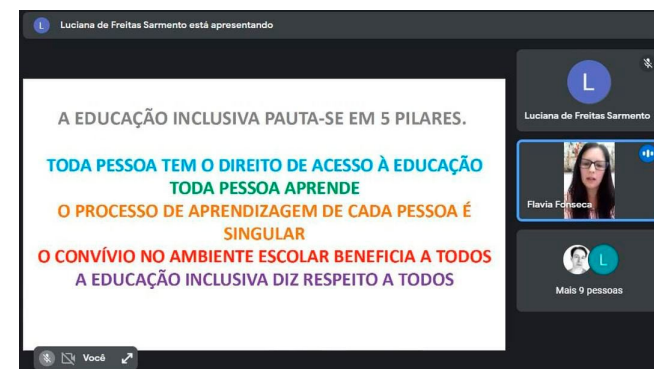 L
Luciana de Freitas Sarmento está apresentando
A EDUCAÇÃO INCLUSIVA PAUTA-SE EM 5 PILARES.
TODA PESSOA TEM O DIREITO DE ACESSO À EDUCAÇÃO
TODA PESSOA APRENDE
O PROCESSO DE APRENDIZAGEM DE CADA PESSOA É
SINGULAR
O CONVÍVIO NO AMBIENTE ESCOLAR BENEFICIA A TODOS
A EDUCAÇÃO INCLUSIVA DIZ RESPEITO A TODOS
L
Luciana de Freitas Sarmento
Flavia Fonseca
L
Mais 9 pessoas
Você